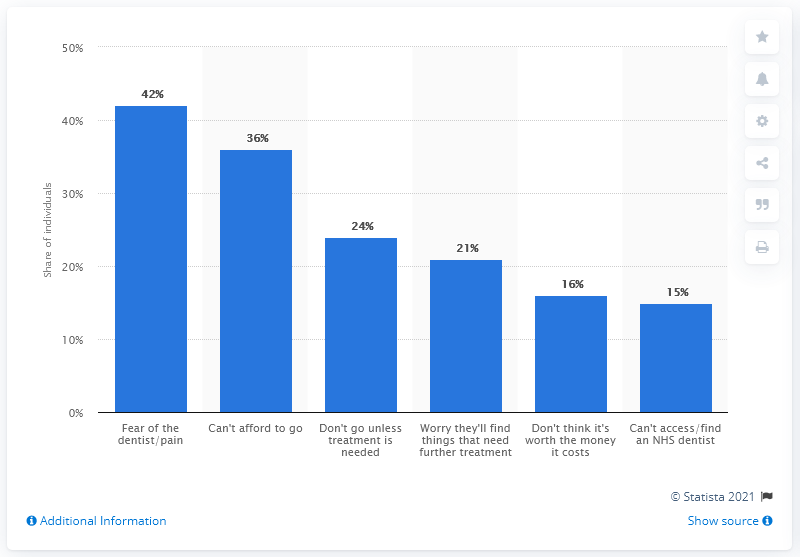 50%
40%
30%
20%
10%
0%
Share of individuals
42%
36%
24%
21%
16%
15%
Fear of the
dentist/pain
Can't afford to go
Don't go unless
treatment is
needed
Worry they'll find
things that need
further treatment
Don't think it's
worth the money
it costs
Can't access/find
an NHS dentist
© Statista 2021
Additional Information
Show source